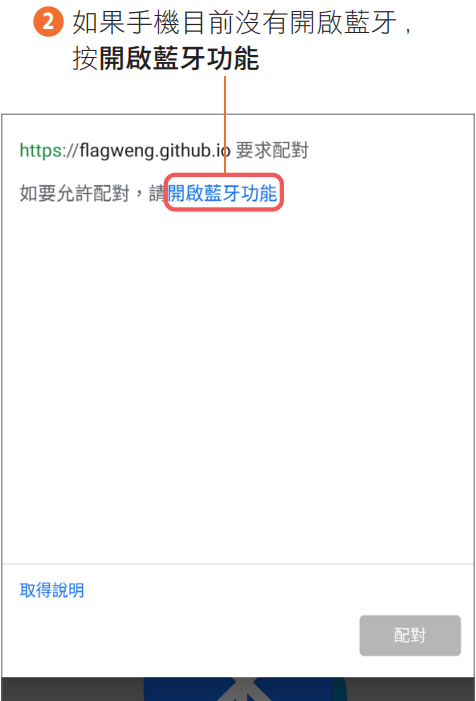 2 如果手機目前沒有開啟藍牙,
按開啟藍牙功能
https://flagweng.github.io 要求配對
如要允許配對，請開啟藍牙功能
取得說明
配對